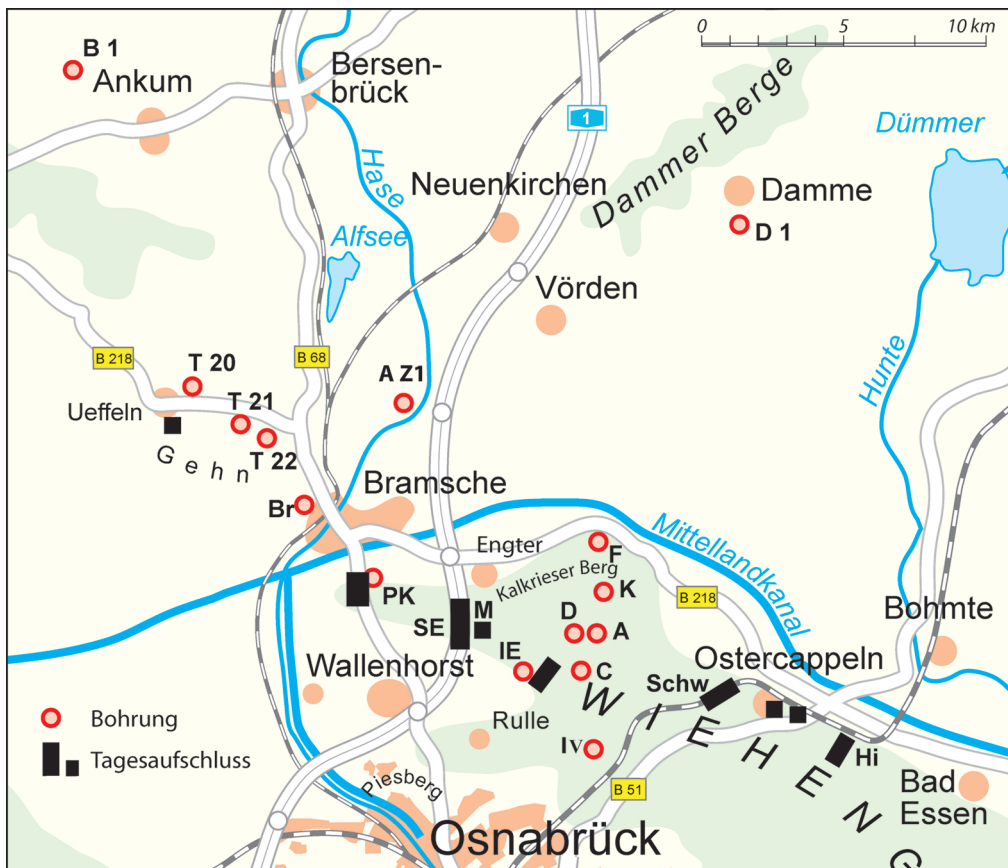 B 1
Ankum
Bersen-
brück
0 5 10 km
1
Dammer Berge
Dümmer
Hase
Neuenkirchen
Damme
D 1
Alfsee
Vörden
B 218
B 68
T 20
A Z1
Hunte
Ueffeln
T 21
Gehn
T 22
Bramsche
Br
Mittellandkanal
Engter
F
Kalkrieser Berg
PK
K
B 218
Bohmte
SE
M
D
A
Wallenhorst
IE
C
Ostercappeln
Schw
WIEHENG
Bohrung
Rulle
IV
Tagesaufschluss
Hi
Piesberg
B 51
Bad
Essen
Osnabrück